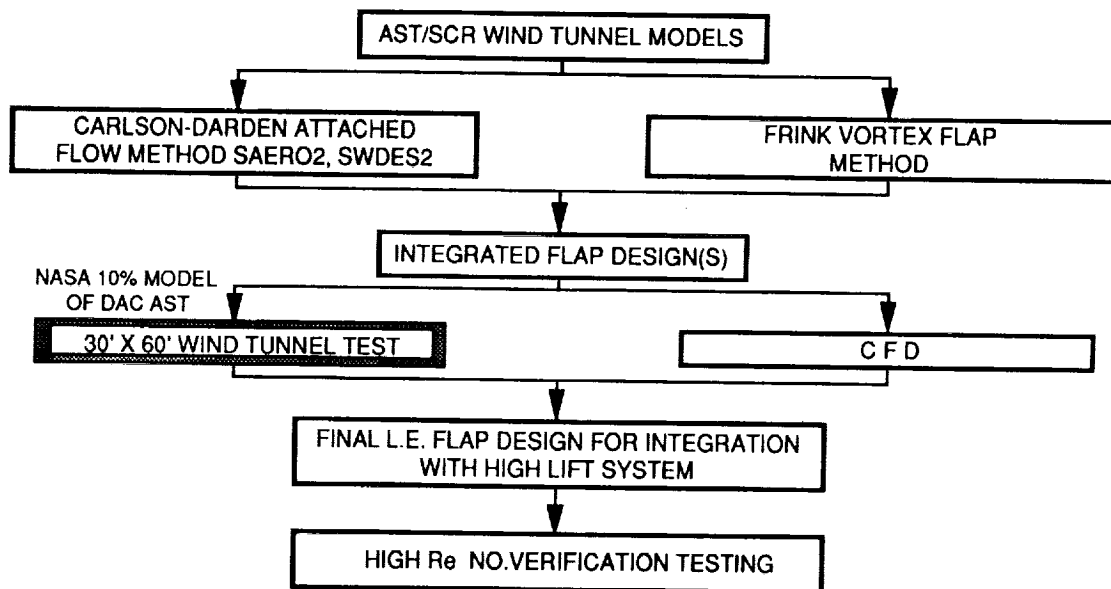 AST/SCR WIND TUNNEL MODELS
CARLSON-DARDEN ATTACHED
FLOW METHOD SAERO2, SWDES2
FRINK VORTEX FLAP
METHOD
INTEGRATED FLAP DESIGN(S)
NASA 10% MODEL
OF DAC AST
30' X 60' WIND TUNNEL TEST
C F D
FINAL L.E. FLAP DESIGN FOR INTEGRATION
WITH HIGH LIFT SYSTEM
HIGH Re NO.VERIFICATION TESTING